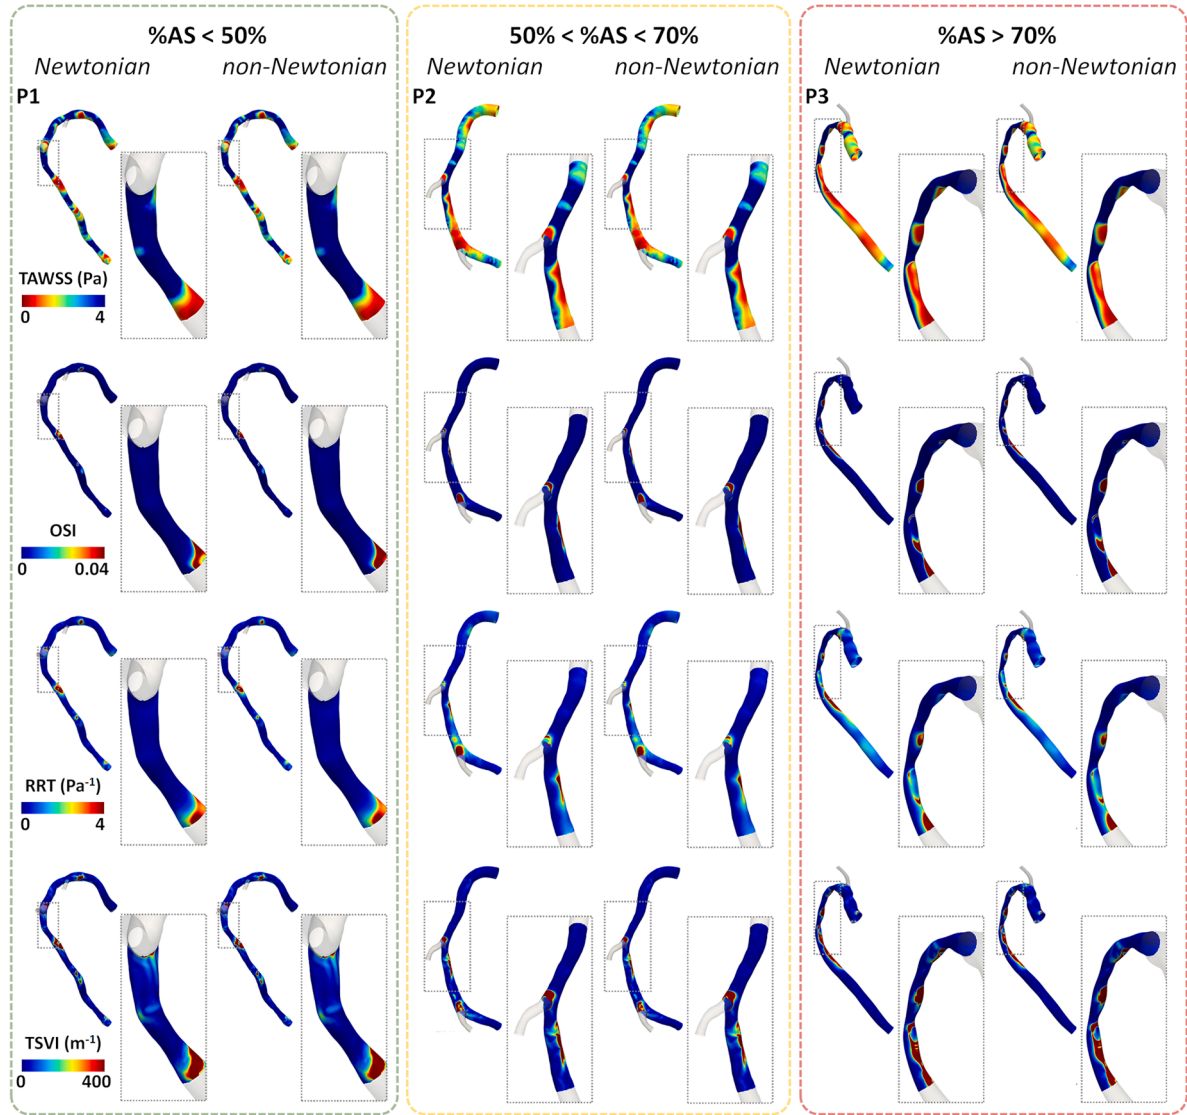 %AS < 50%
Newtonian non-Newtonian
P1
50% < %AS < 70%
Newtonian non-Newtonian
P2
%AS > 70%
Newtonian non-Newtonian
P3
TAWSS (Pa)
0 4
OSI
0 0.04
RRT (Pa⁻¹)
0 4
TSVI (m⁻¹)
0 400